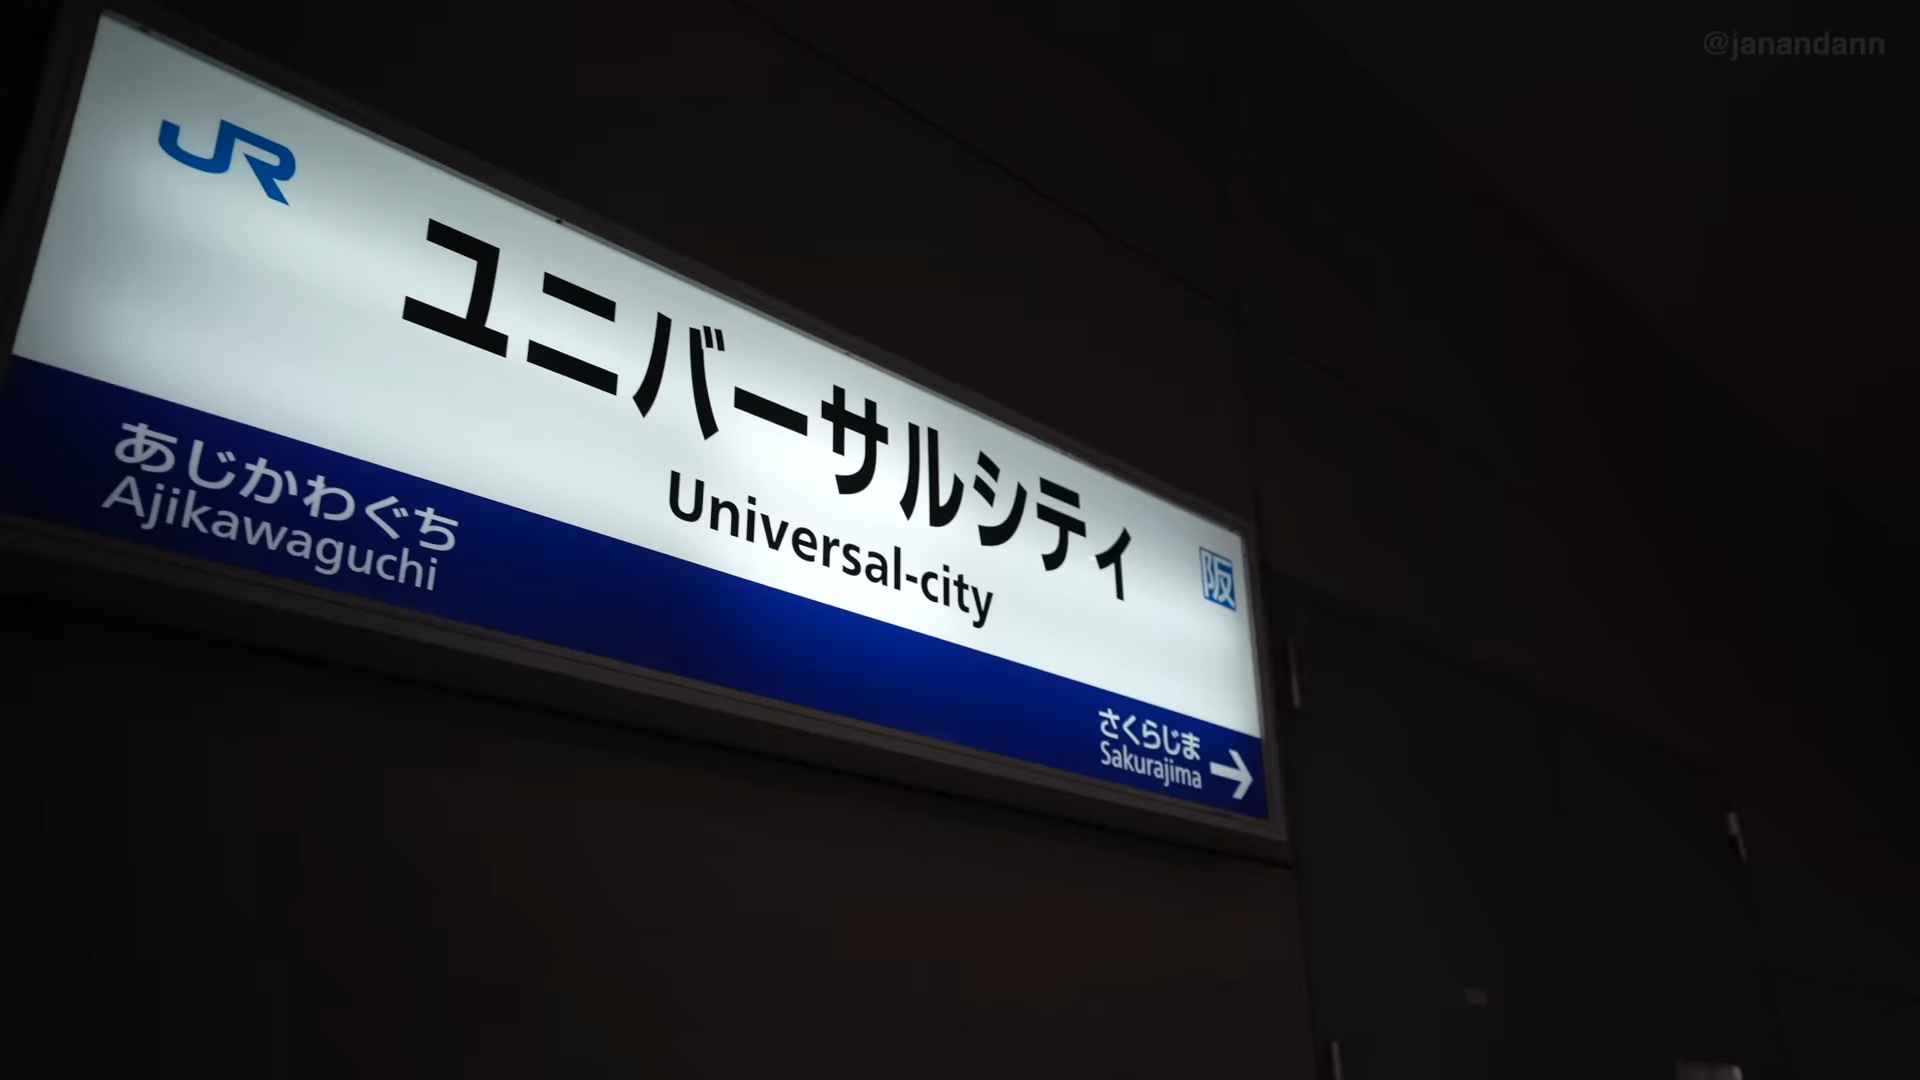 @janandann
JR
ユニバーサルシティ
Universal-city
阪
あじかわぐち
Ajikawaguchi
さくらじま
Sakurajima →